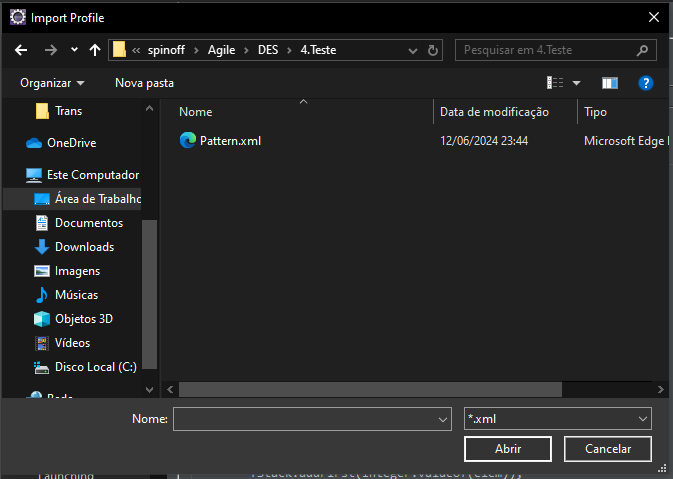 Import Profile
« spinoff > Agile > DES > 4.Teste
Pesquisar em 4.Teste
Organizar
Nova pasta
Trans
OneDrive
Este Computador
Área de Trabalho
Documentos
Downloads
Imagens
Músicas
Objetos 3D
Vídeos
Disco Local (C:)
Rede
Nome
Data de modificação
Tipo
Pattern.xml
12/06/2024 23:44
Microsoft Edge
Nome:
*.xml
Abrir
Cancelar
Launching